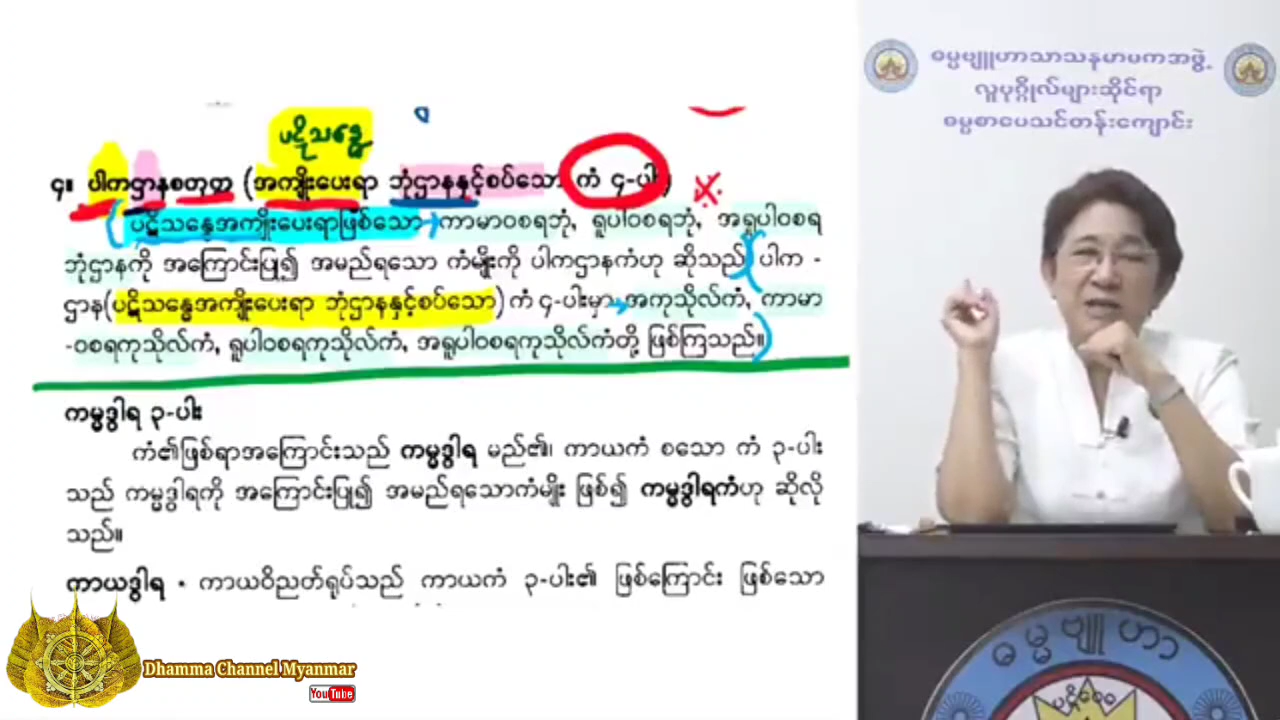 ပဋိသန္ဓေ
၄။ ပါကဌာနစတုတ္က (အကျိုးပေးရာ ဘုံဌာနနှင့်စပ်သော ကံ ၄-ပါး)
(ပဋိသန္ဓေအကျိုးပေးရာဖြစ်သော ကာမာဝစရဘုံ, ရူပါဝစရဘုံ, အရူပါဝစရ
ဘုံဌာနကို အကြောင်းပြု၍ အမည်ရသော ကံမျိုးကို ပါကဌာနကံဟု ဆိုသည်) (ပါက -
ဌာန(ပဋိသန္ဓေအကျိုးပေးရာ ဘုံဌာနနှင့်စပ်သော) ကံ ၄-ပါးမှာ အကုသိုလ်ကံ, ကာမာ
-ဝစရကုသိုလ်ကံ, ရူပါဝစရကုသိုလ်ကံ, အရူပါဝစရကုသိုလ်ကံတို့ ဖြစ်ကြသည်။)
ကမ္မဒွါရ ၃-ပါး
ကံ၏ဖြစ်ရာအကြောင်းသည် ကမ္မဒွါရ မည်၏၊ ကာယကံ စသော ကံ ၃-ပါး
သည် ကမ္မဒွါရကို အကြောင်းပြု၍ အမည်ရသောကံမျိုး ဖြစ်၍ ကမ္မဒွါရကံဟု ဆိုလို
သည်။
ကာယဒွါရ • ကာယဝိညတ်ရုပ်သည် ကာယကံ ၃-ပါး၏ ဖြစ်ကြောင်း ဖြစ်သော
ဓမ္မဗျူဟာသာသနမာမကအဖွဲ့
လူပုဂ္ဂိုလ်များဆိုင်ရာ
ဓမ္မစာပေသင်တန်းကျောင်း
ဓမ္မဗျူဟာ
ပဋိဝေဓ
Dhamma Channel Myanmar
YouTube